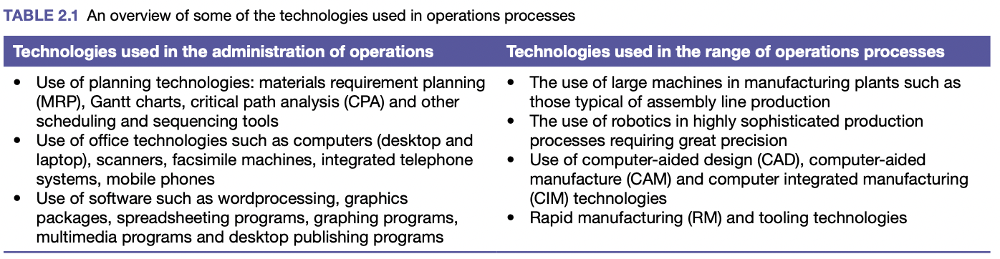 TABLE 2.1 An overview of some of the technologies used in operations processes
Technologies used in the administration of operations
• Use of planning technologies: materials requirement planning
(MRP), Gantt charts, critical path analysis (CPA) and other
scheduling and sequencing tools
• Use of office technologies such as computers (desktop and
laptop), scanners, facsimile machines, integrated telephone
systems, mobile phones
• Use of software such as wordprocessing, graphics
packages, spreadsheeting programs, graphing programs,
multimedia programs and desktop publishing programs
Technologies used in the range of operations processes
• The use of large machines in manufacturing plants such as
those typical of assembly line production
• The use of robotics in highly sophisticated production
processes requiring great precision
• Use of computer-aided design (CAD), computer-aided
manufacture (CAM) and computer integrated manufacturing
(CIM) technologies
• Rapid manufacturing (RM) and tooling technologies